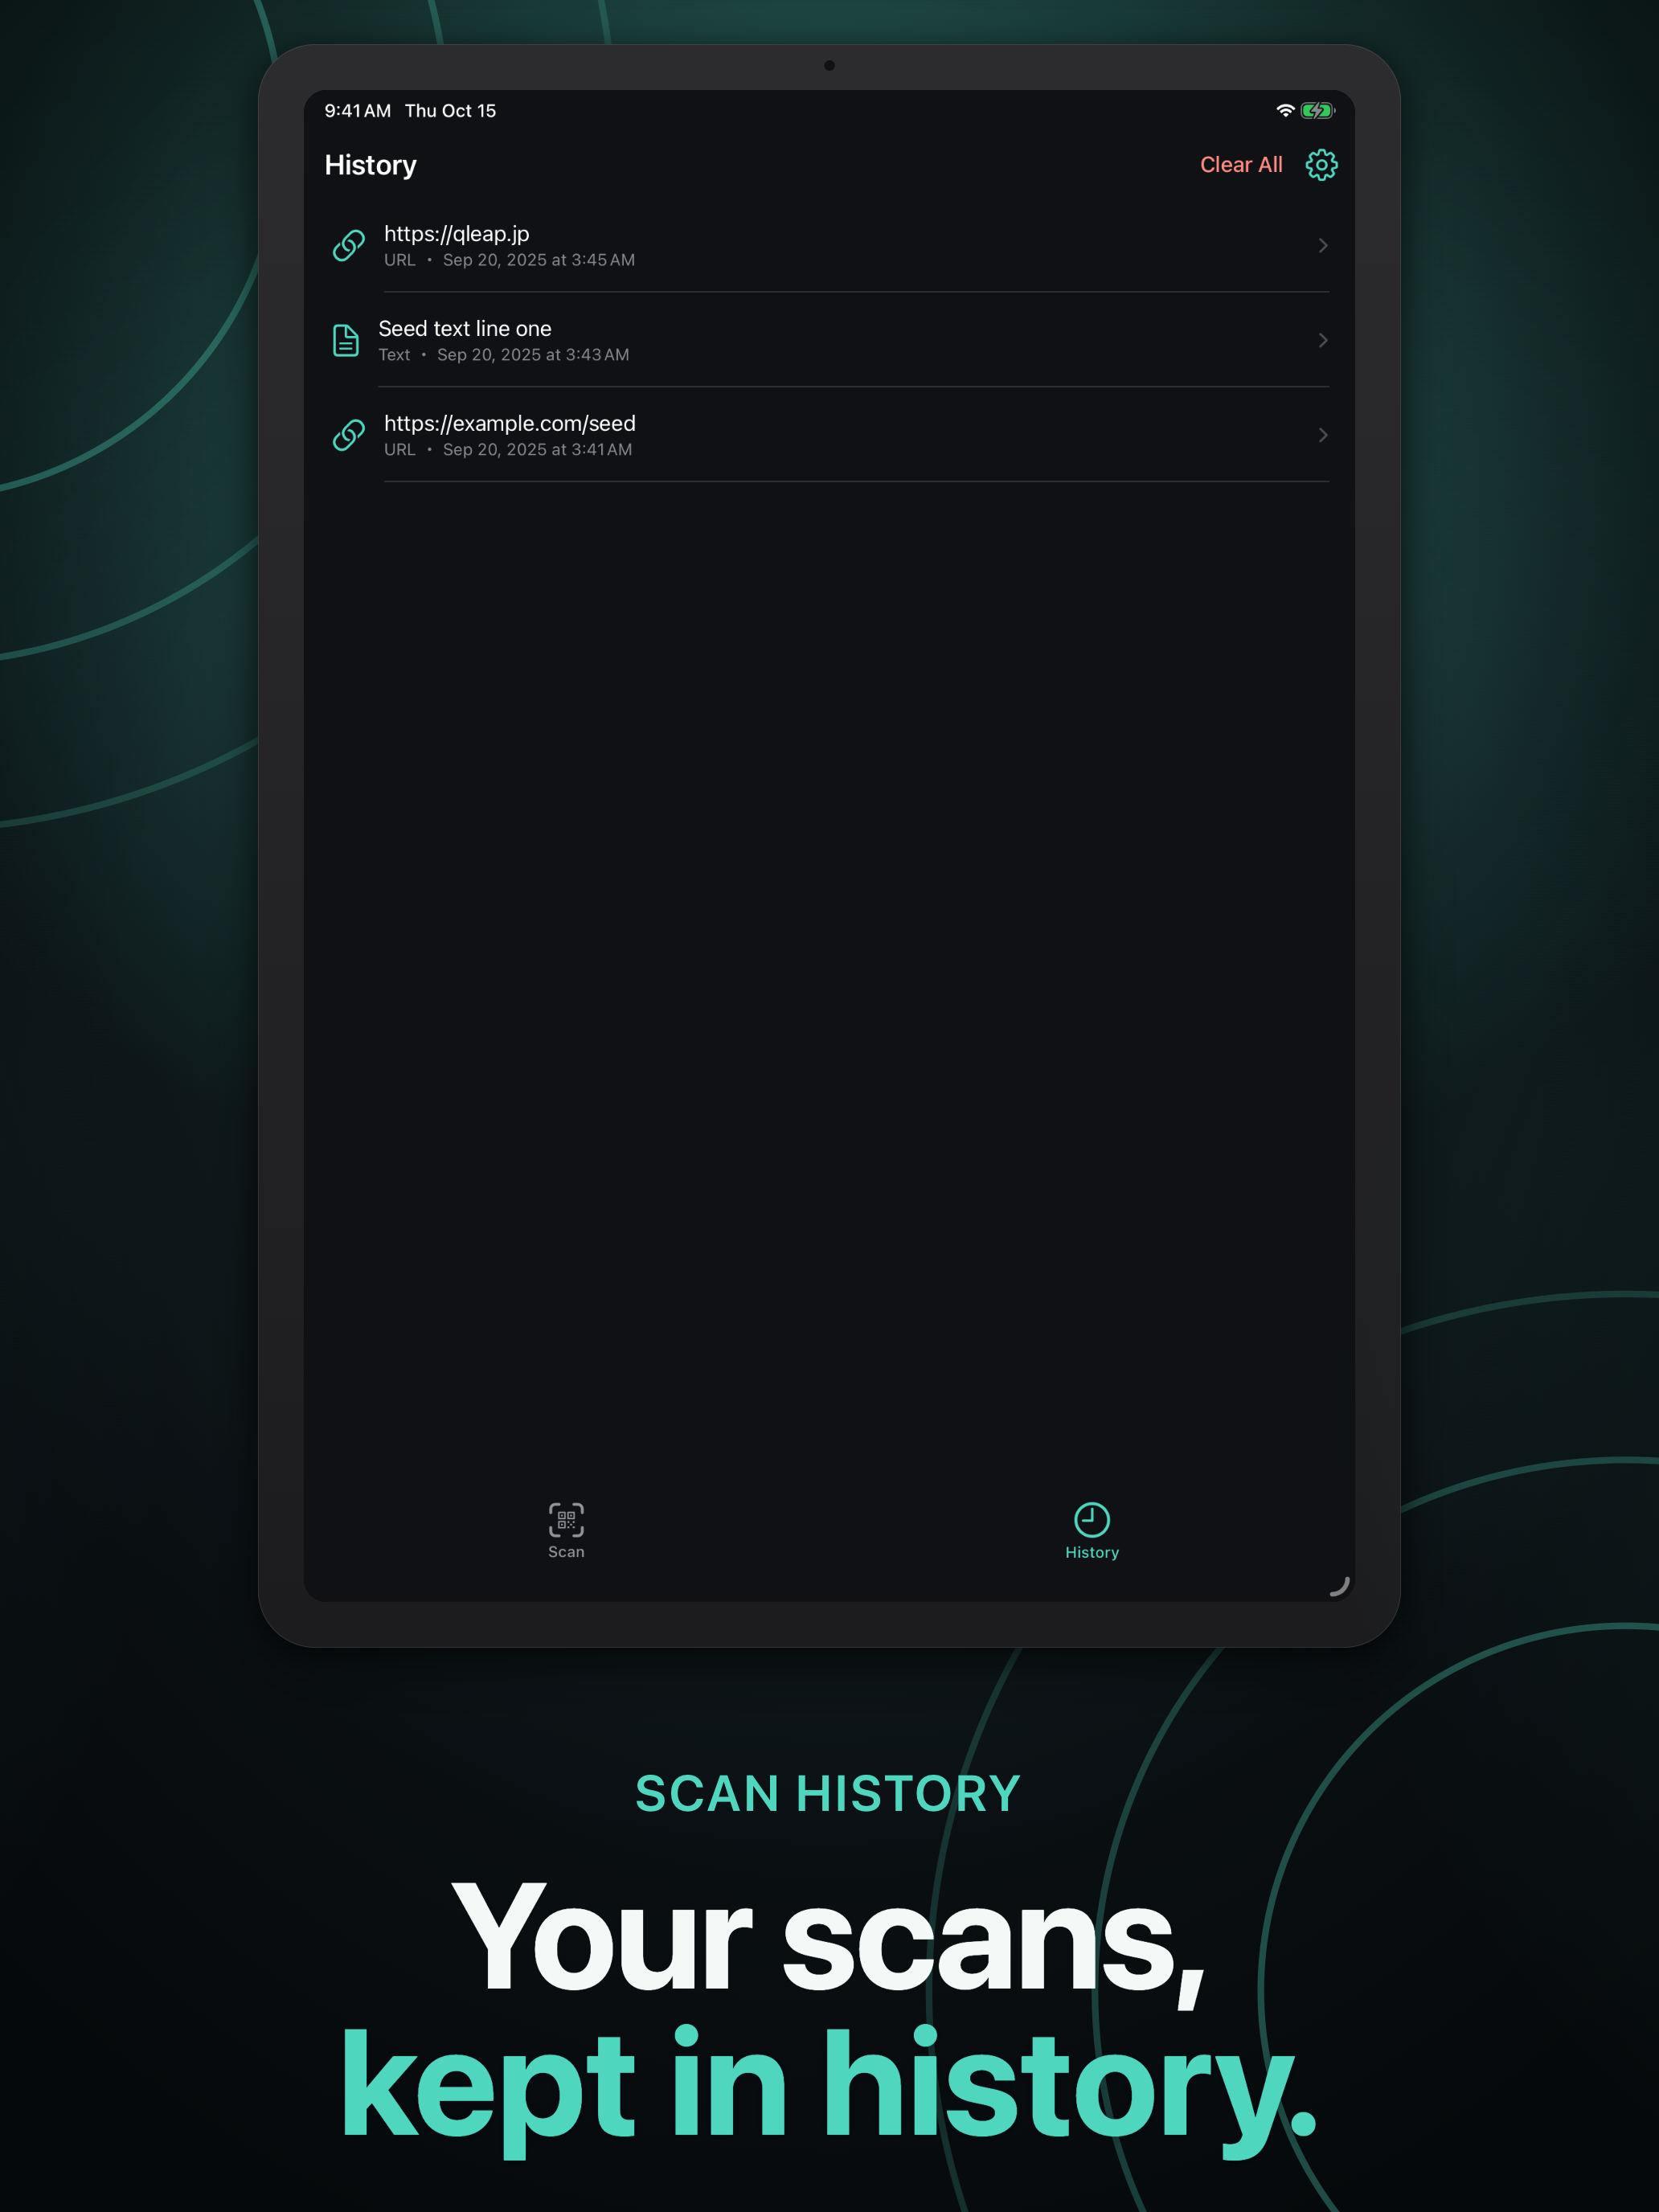 9:41 AM Thu Oct 15
History
Clear All
https://qleap.jp
URL • Sep 20, 2025 at 3:45 AM
Seed text line one
Text • Sep 20, 2025 at 3:43 AM
https://example.com/seed
URL • Sep 20, 2025 at 3:41 AM
Scan
History
SCAN HISTORY
Your scans,
kept in history.